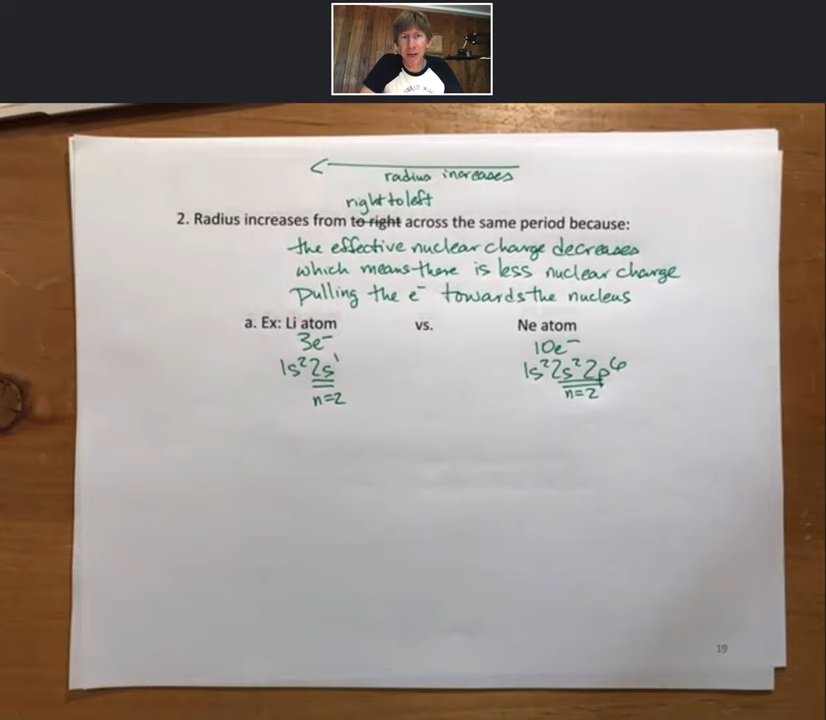 radius increases
right to left
2. Radius increases from to right across the same period because:
the effective nuclear charge decreases
which means there is less nuclear charge
pulling the e⁻ towards the nucleus
a. Ex: Li atom vs. Ne atom
3e⁻ 10e⁻
1s²2s¹ 1s²2s²2p⁶
n=2 n=2
19